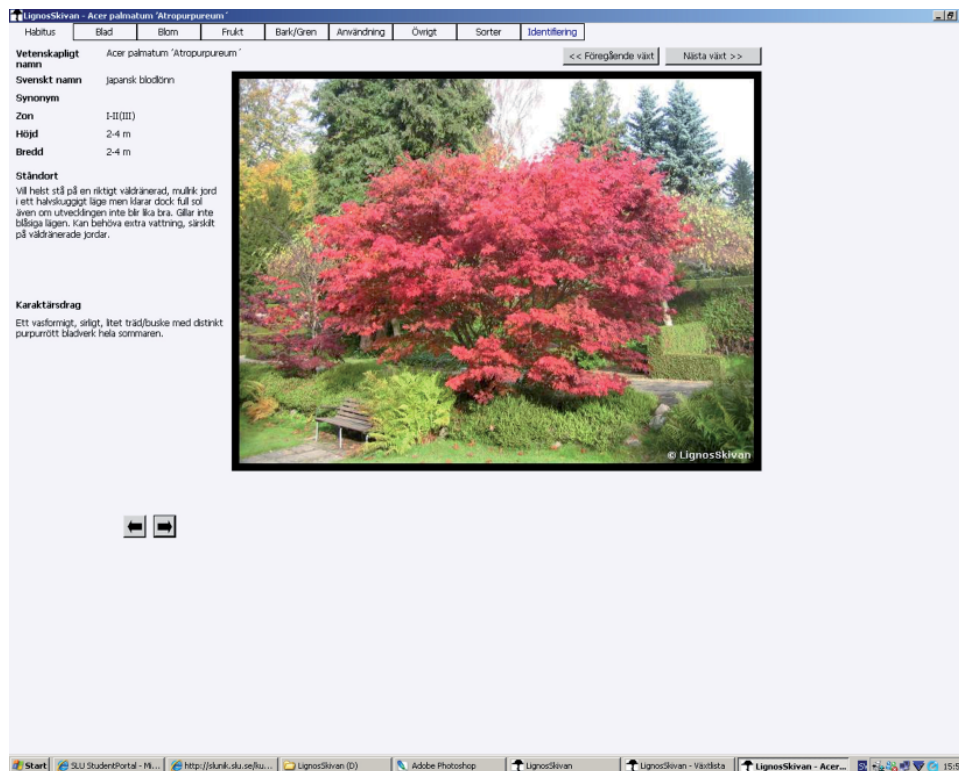 LignosSkivan - Acer palmatum ´Atropurpureum´
Habitus
Blad
Blom
Frukt
Bark/Gren
Användning
Övrigt
Sorter
Identifiering
<< Föregående växt
Nästa växt >>
Vetenskapligt namn
Acer palmatum ´Atropurpureum´
Svenskt namn
japansk blodlönn
Synonym
Zon
I-II(III)
Höjd
2-4 m
Bredd
2-4 m
Ståndort
Vill helst stå på en riktigt väldränerad, mullrik jord
i ett halvskuggigt läge men klarar dock full sol
även om utvecklingen inte blir lika bra. Gillar inte
blåsiga lägen. Kan behöva extra vattning, särskilt
på väldränerade jordar.
Karaktärsdrag
Ett vasformigt, sirligt, litet träd/buske med distinkt
purpurrött bladverk hela sommaren.
© LignosSkivan
Start
SLU StudentPortal - Mi...
http://slunik.slu.se/ku...
LignosSkivan (D)
Adobe Photoshop
LignosSkivan
LignosSkivan - Växtlista
LignosSkivan - Acer...
15:5